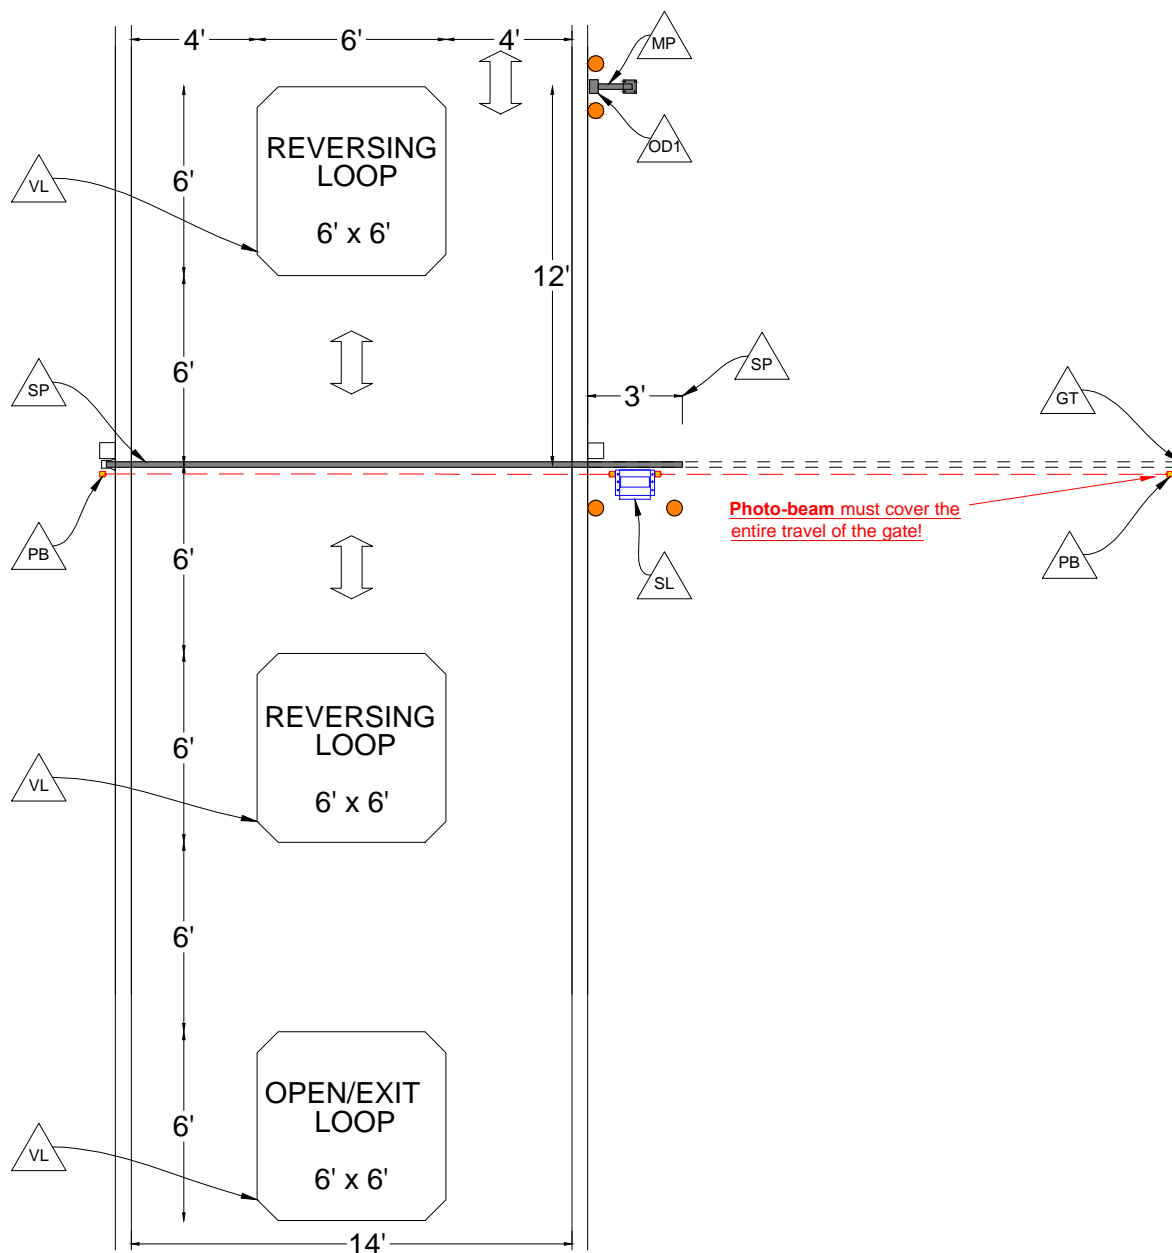 4' 6' 4'
MP
OD1
REVERSING
LOOP
6' x 6'
VL
6'
12'
6'
SP
SP
3'
GT
Photo-beam must cover the
entire travel of the gate!
PB
6'
SL
PB
REVERSING
LOOP
6' x 6'
6'
VL
6'
OPEN/EXIT
LOOP
6' x 6'
6'
VL
14'